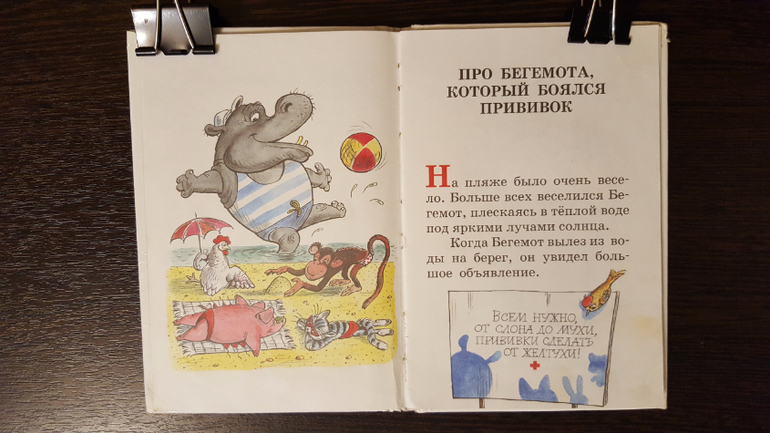 ПРО БЕГЕМОТА,
КОТОРЫЙ БОЯЛСЯ
ПРИВИВОК
На пляже было очень весе-
ло. Больше всех веселился Бе-
гемот, плескаясь в тёплой воде
под яркими лучами солнца.
Когда Бегемот вылез из во-
ды на берег, он увидел боль-
шое объявление.
ВСЕМ НУЖНО,
ОТ СЛОНА ДО МУХИ,
ПРИВИВКИ СДЕЛАТЬ
ОТ ЖЕЛТУХИ!